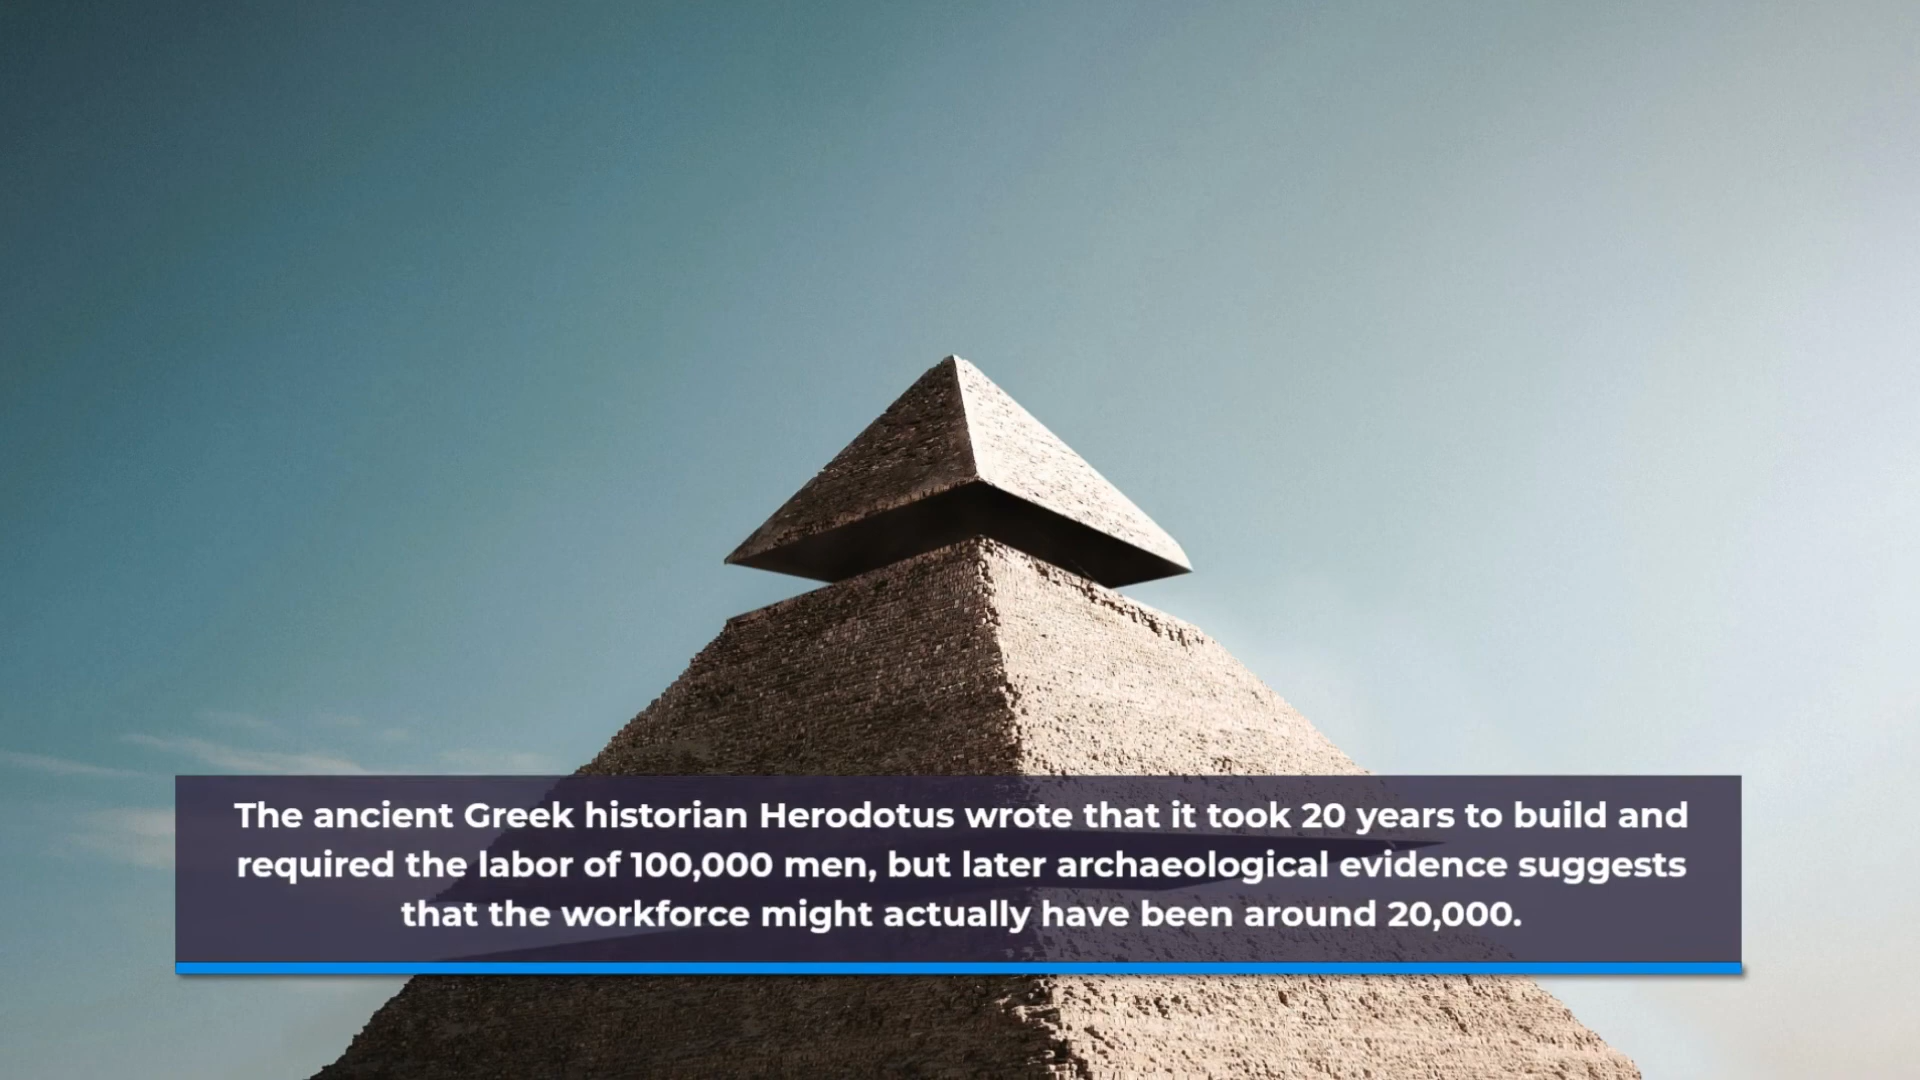 The ancient Greek historian Herodotus wrote that it took 20 years to build and
required the labor of 100,000 men, but later archaeological evidence suggests
that the workforce might actually have been around 20,000.